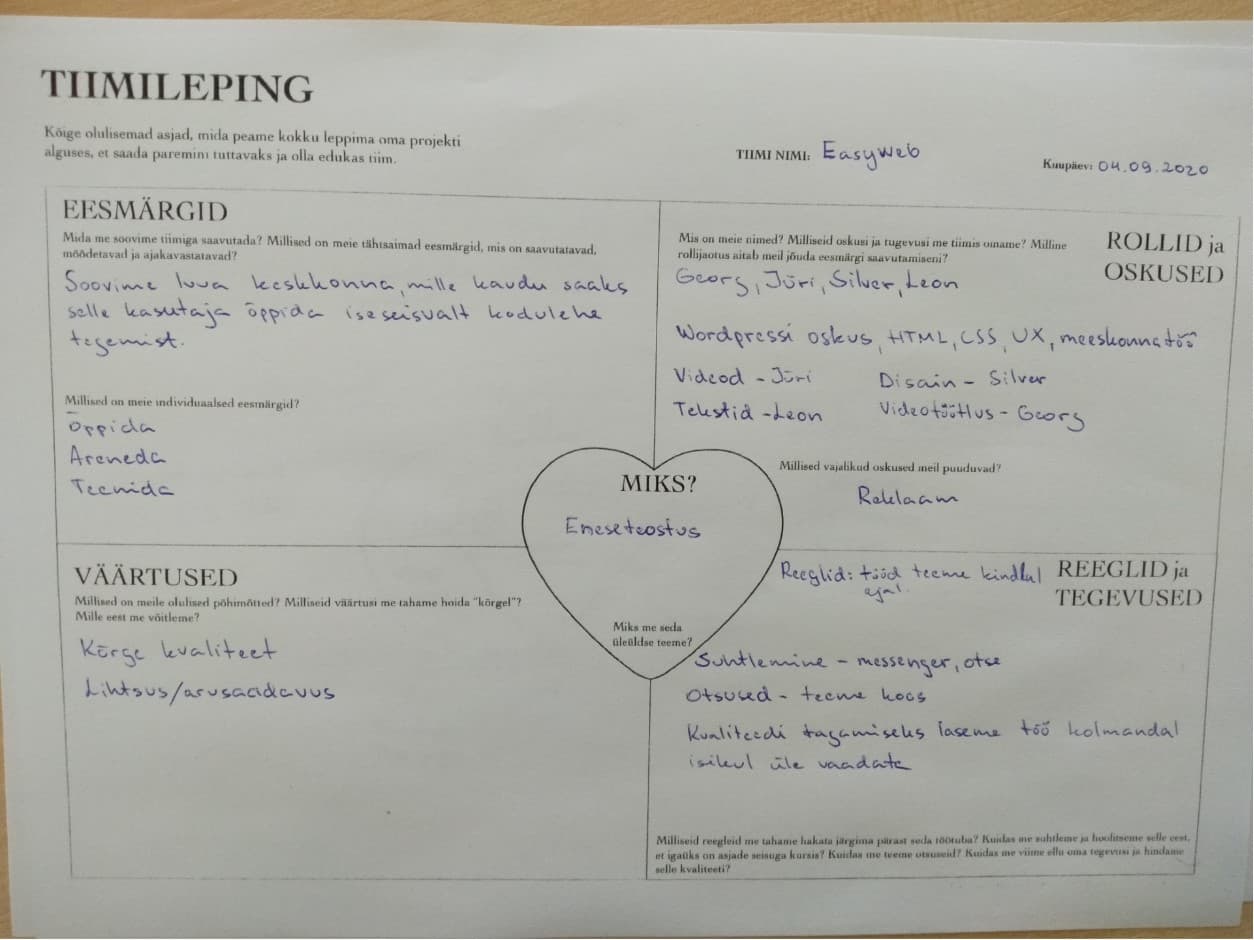 TIIMILEPING
Kõige olulisemad asjad, mida peame kokku leppima oma projekti
alguses, et saada paremini tuttavaks ja olla edukas tiim.
TIIMI NIMI: Easyweb
Kuupäev: 04.09.2020
EESMÄRGID
Mida me soovime tiimiga saavutada? Millised on meie tähtsaimad eesmärgid, mis on saavutatavad,
mõõdetavad ja ajakavastatavad?
Soovime luua keskkonna, mille kaudu saaks
selle kasutaja õppida iseseisvalt kodulehe
tegemist.
Millised on meie individuaalsed eesmärgid?
Õppida
Areneda
Teenida
ROLLID ja
OSKUSED
Mis on meie nimed? Milliseid oskusi ja tugevusi me tiimis omame? Milline
rollijaotus aitab meil jõuda eesmärgi saavutamiseni?
Georg, Jüri, Silver, Leon
Wordpressi oskus, HTML, CSS, UX, meeskonnatöö
Videod - Jüri Disain - Silver
Tekstid - Leon Videotöötlus - Georg
Millised vajalikud oskused meil puuduvad?
Reklaam
MIKS?
Eneseteostus
Miks me seda
üleüldse teeme?
VÄÄRTUSED
Millised on meile olulised põhimõtted? Milliseid väärtusi me tahame hoida "kõrgel"?
Mille eest me võitleme?
Kõrge kvaliteet
Lihtsus/arusaadavus
REEGLID ja
TEGEVUSED
Reeglid: tööd teeme kindlal
ajal.
Suhtlemine - messenger, otse
Otsused - teeme koos
Kvaliteedi tagamiseks laseme töö kolmandal
isikul üle vaadata
Milliseid reegleid me tahame hakata järgima pärast seda töötuba? Kuidas me suhtleme ja hoolitseme selle eest,
et igaüks on asjade seisuga kursis? Kuidas me teeme otsuseid? Kuidas me viime ellu oma tegevusi ja hindame
selle kvaliteeti?